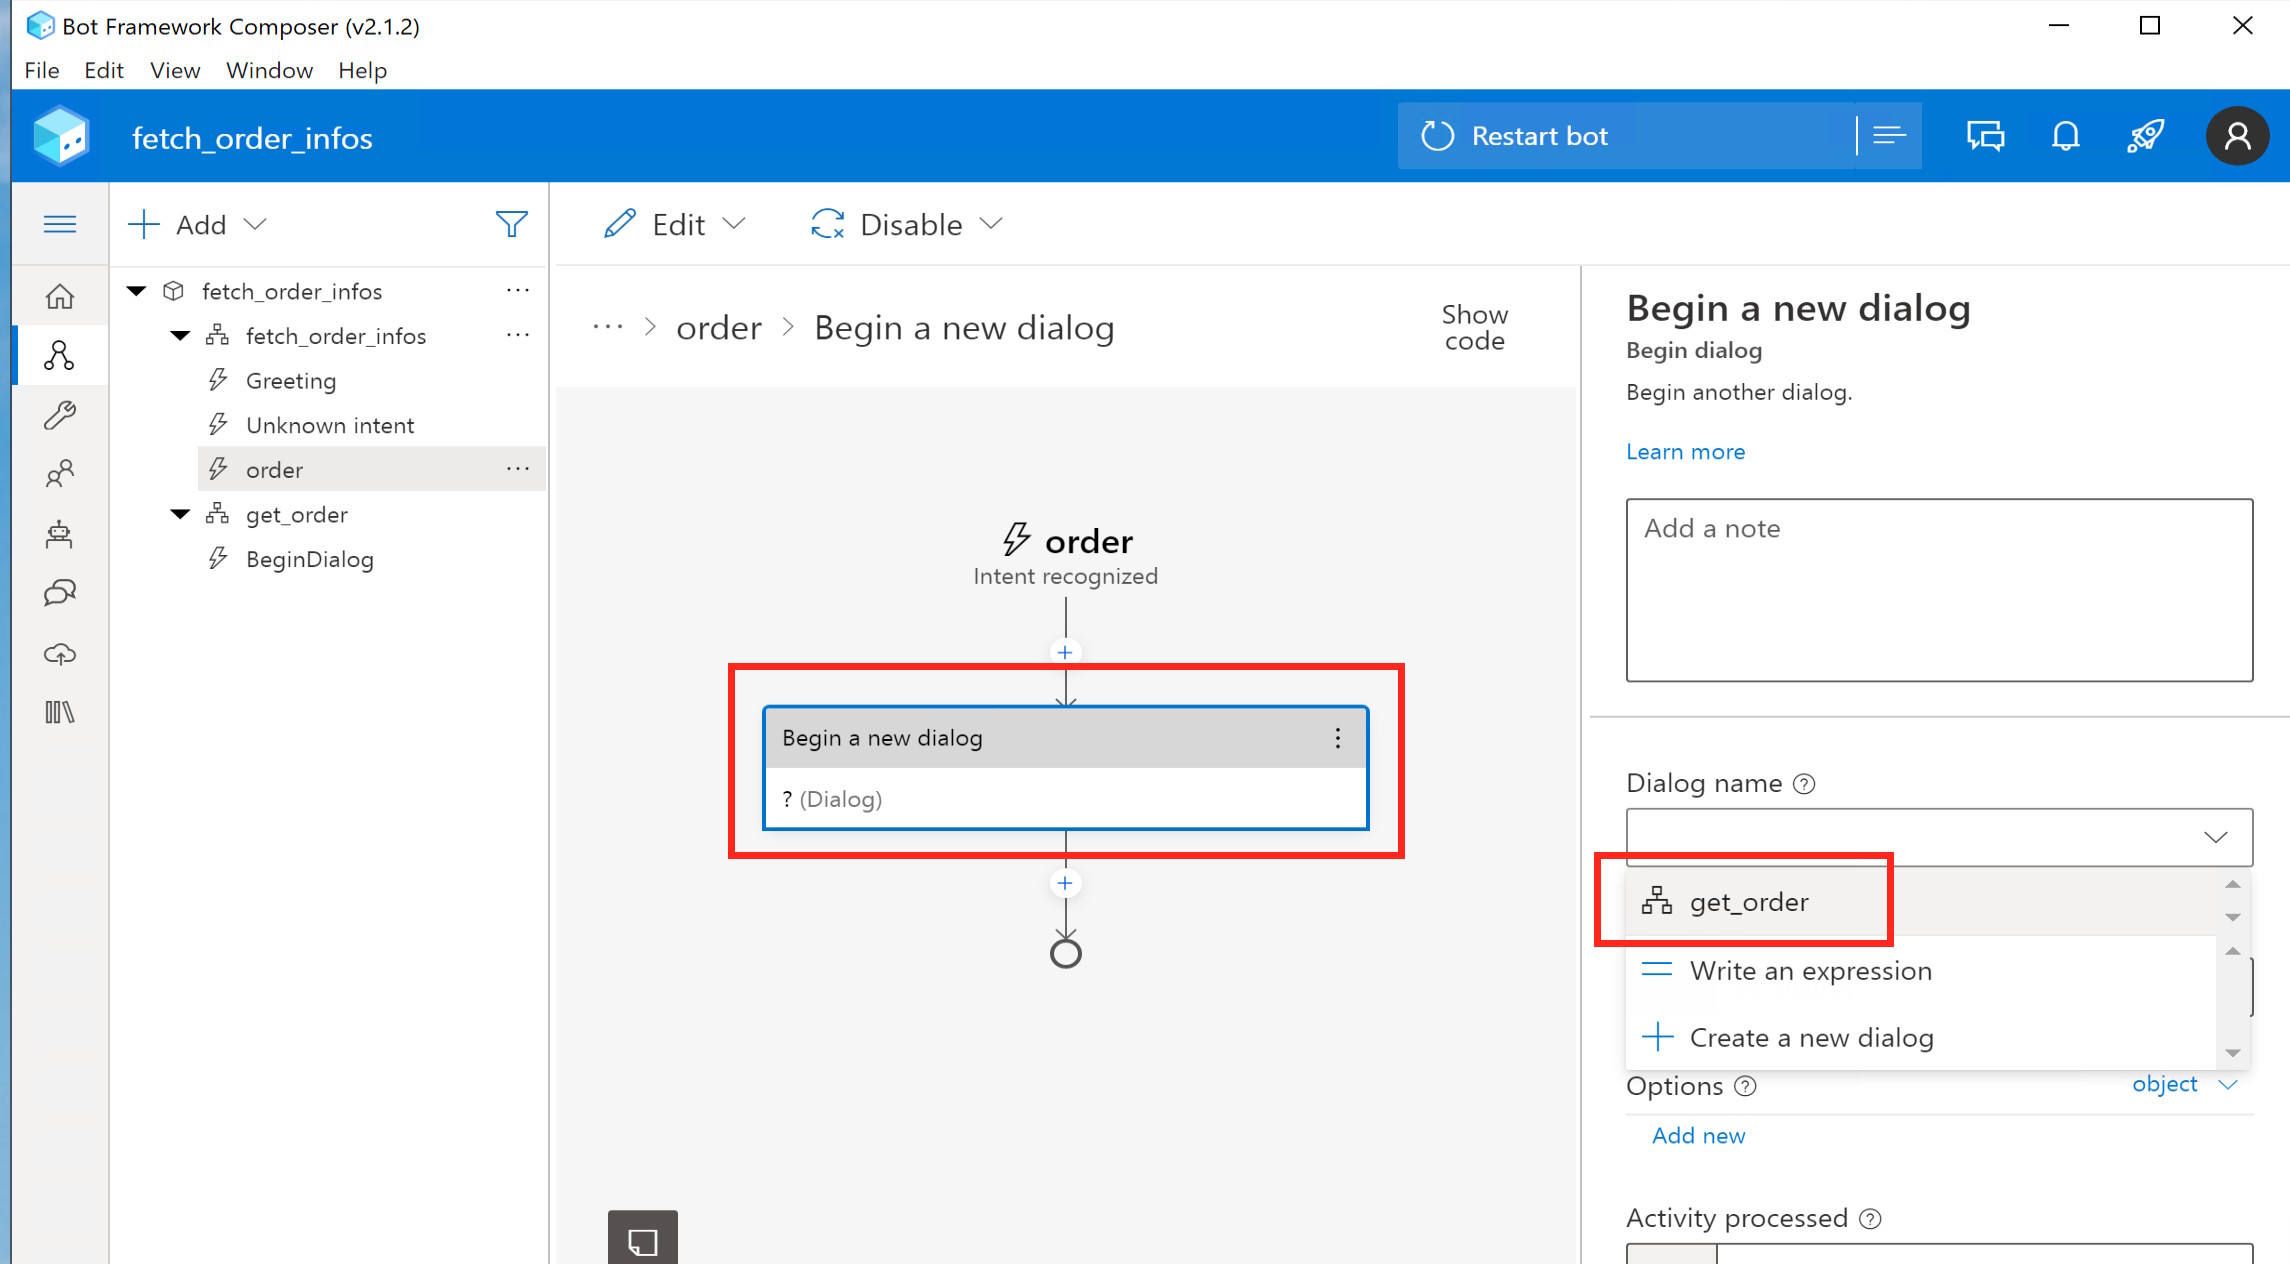 Bot Framework Composer (v2.1.2)
File Edit View Window Help
fetch_order_infos
Restart bot
Add
Edit
Disable
fetch_order_infos
fetch_order_infos
Greeting
Unknown intent
order
get_order
BeginDialog
... > order > Begin a new dialog
Show
code
order
Intent recognized
Begin a new dialog
? (Dialog)
Begin a new dialog
Begin dialog
Begin another dialog.
Learn more
Add a note
Dialog name
get_order
Write an expression
Create a new dialog
Options
object
Add new
Activity processed